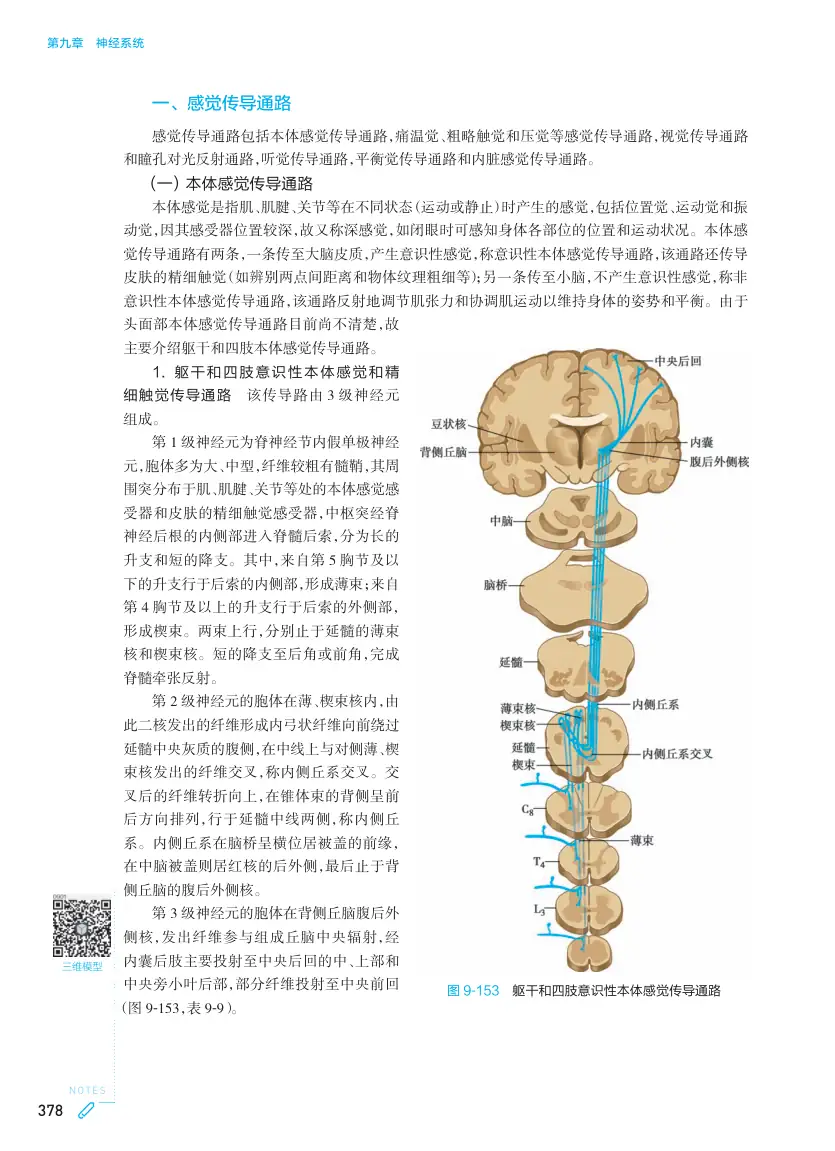 第九章 神经系统
一、感觉传导通路
感觉传导通路包括本体感觉传导通路,痛温觉、粗略触觉和压觉等感觉传导通路,视觉传导通路
和瞳孔对光反射通路,听觉传导通路,平衡觉传导通路和内脏感觉传导通路。
(一) 本体感觉传导通路
本体感觉是指肌、肌腱、关节等在不同状态(运动或静止)时产生的感觉,包括位置觉、运动觉和振
动觉,因其感受器位置较深,故又称深感觉,如闭眼时可感知身体各部位的位置和运动状况。本体感
觉传导通路有两条,一条传至大脑皮质,产生意识性感觉,称意识性本体感觉传导通路,该通路还传导
皮肤的精细触觉(如辨别两点间距离和物体纹理粗细等);另一条传至小脑,不产生意识性感觉,称非
意识性本体感觉传导通路,该通路反射地调节肌张力和协调肌运动以维持身体的姿势和平衡。由于
头面部本体感觉传导通路目前尚不清楚,故
主要介绍躯干和四肢本体感觉传导通路。
1. 躯干和四肢意识性本体感觉和精
细触觉传导通路 该传导路由 3 级神经元
组成。
第 1 级神经元为脊神经节内假单极神经
元,胞体多为大、中型,纤维较粗有髓鞘,其周
围突分布于肌、肌腱、关节等处的本体感觉感
受器和皮肤的精细触觉感受器,中枢突经脊
神经后根的内侧部进入脊髓后索,分为长的
升支和短的降支。其中,来自第 5 胸节及以
下的升支行于后索的内侧部,形成薄束;来自
第 4 胸节及以上的升支行于后索的外侧部,
形成楔束。两束上行,分别止于延髓的薄束
核和楔束核。短的降支至后角或前角,完成
脊髓牵张反射。
第 2 级神经元的胞体在薄、楔束核内,由
此二核发出的纤维形成内弓状纤维向前绕过
延髓中央灰质的腹侧,在中线上与对侧薄、楔
束核发出的纤维交叉,称内侧丘系交叉。交
叉后的纤维转折向上,在锥体束的背侧呈前
后方向排列,行于延髓中线两侧,称内侧丘
系。内侧丘系在脑桥呈横位居被盖的前缘,
在中脑被盖则居红核的后外侧,最后止于背
侧丘脑的腹后外侧核。
第 3 级神经元的胞体在背侧丘脑腹后外
侧核,发出纤维参与组成丘脑中央辐射,经
内囊后肢主要投射至中央后回的中、上部和
中央旁小叶后部,部分纤维投射至中央前回
(图 9-153,表 9-9)。
中央后回
豆状核
内囊
背侧丘脑
腹后外侧核
中脑
脑桥
延髓
薄束核
内侧丘系
楔束核
延髓
内侧丘系交叉
楔束
C8
薄束
T4
L3
图 9-153 躯干和四肢意识性本体感觉传导通路
三维模型
NOTES
378